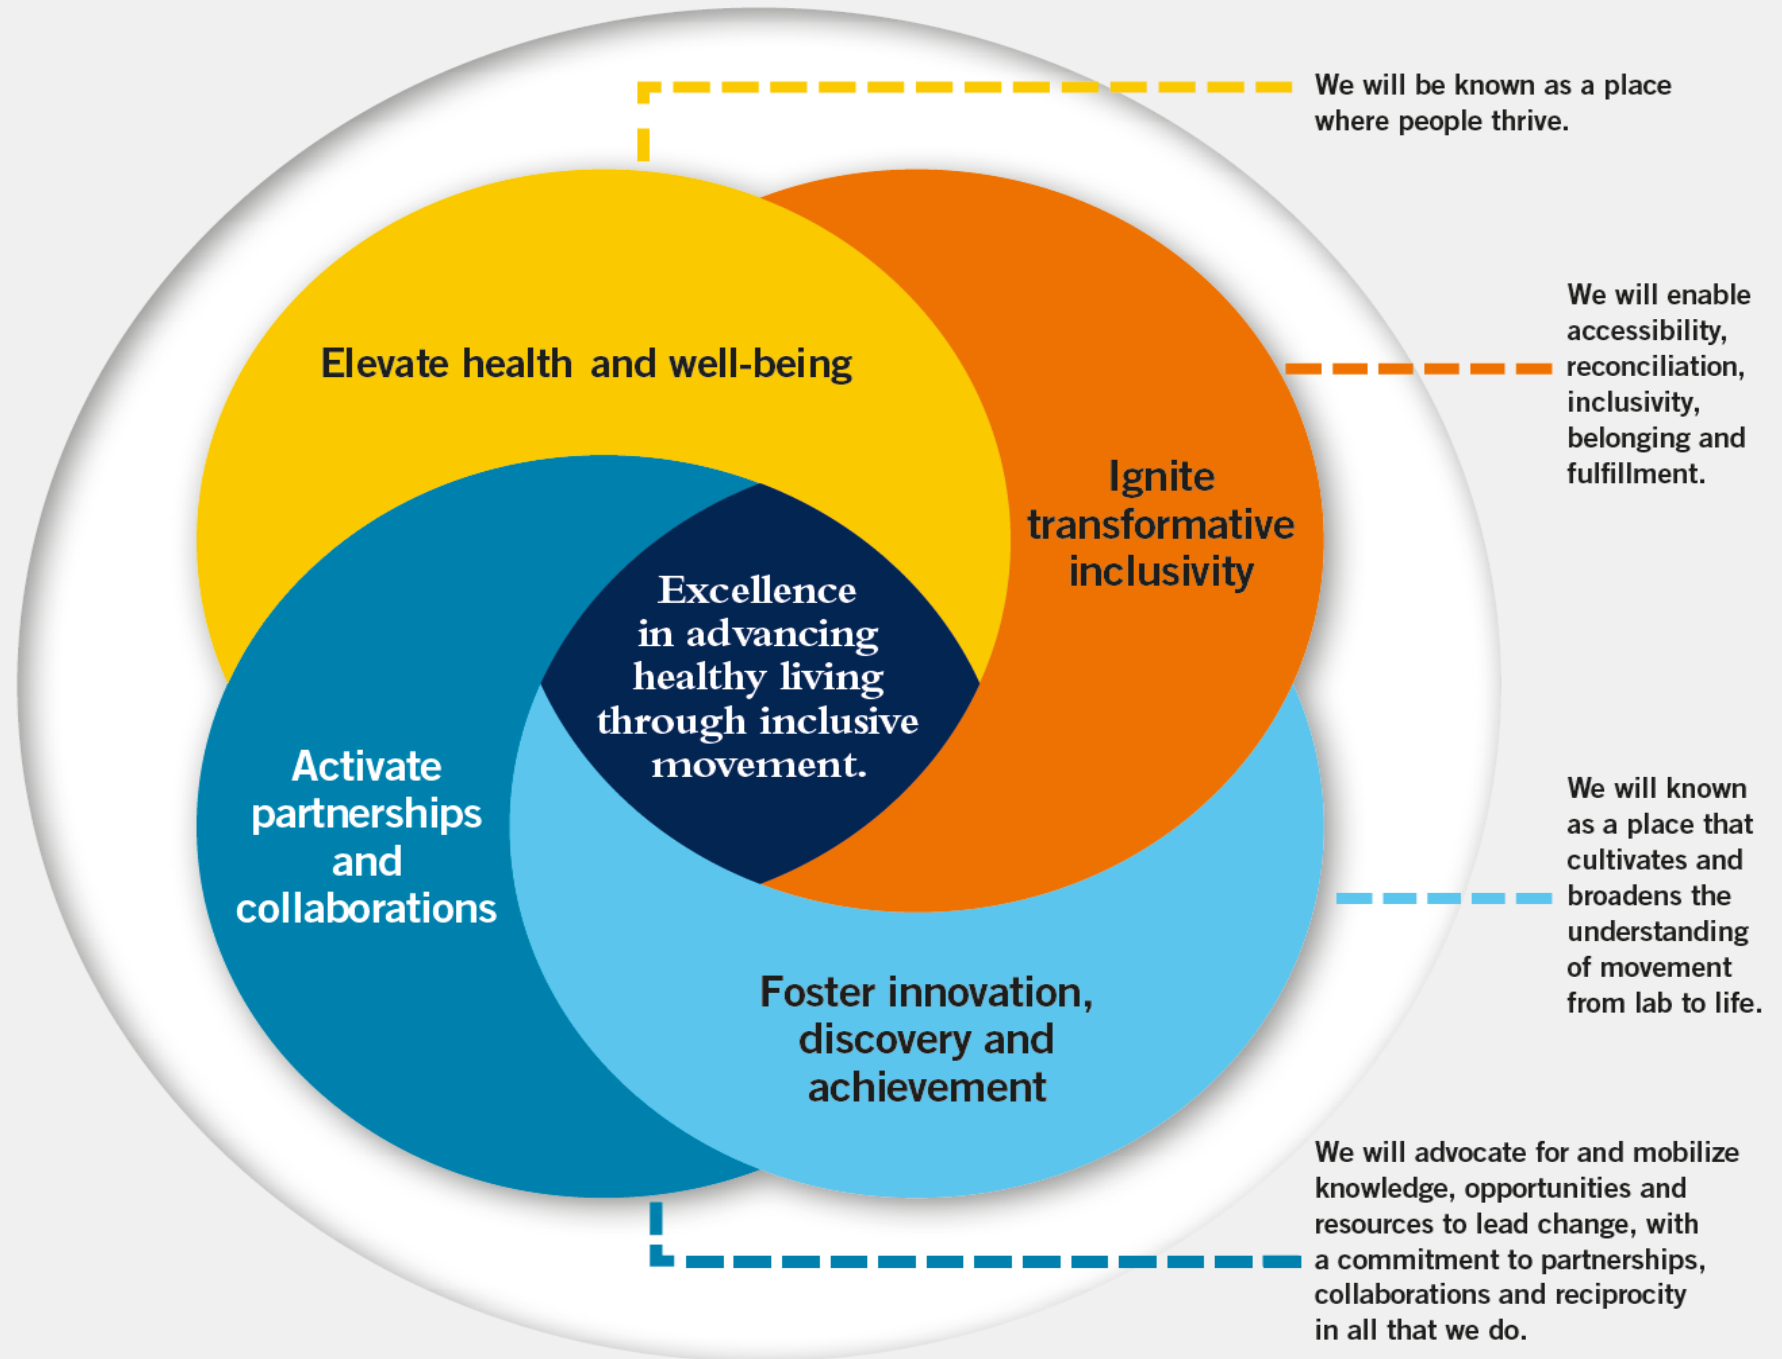 We will be known as a place
where people thrive.
Elevate health and well-being
We will enable
accessibility,
reconciliation,
inclusivity,
belonging and
fulfillment.
Ignite
transformative
inclusivity
Excellence
in advancing
healthy living
through inclusive
movement.
Activate
partnerships
and
collaborations
We will known
as a place that
cultivates and
broadens the
understanding
of movement
from lab to life.
Foster innovation,
discovery and
achievement
We will advocate for and mobilize
knowledge, opportunities and
resources to lead change, with
a commitment to partnerships,
collaborations and reciprocity
in all that we do.